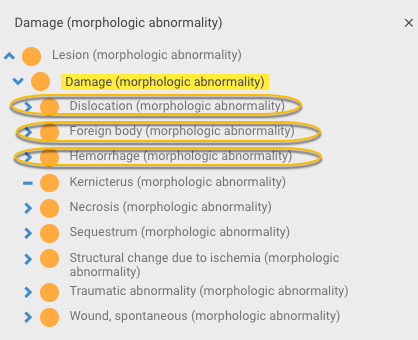 Damage (morphologic abnormality)
Lesion (morphologic abnormality)
Damage (morphologic abnormality)
Dislocation (morphologic abnormality)
Foreign body (morphologic abnormality)
Hemorrhage (morphologic abnormality)
Kernicterus (morphologic abnormality)
Necrosis (morphologic abnormality)
Sequestrum (morphologic abnormality)
Structural change due to ischemia (morphologic
abnormality)
Traumatic abnormality (morphologic abnormality)
Wound, spontaneous (morphologic abnormality)